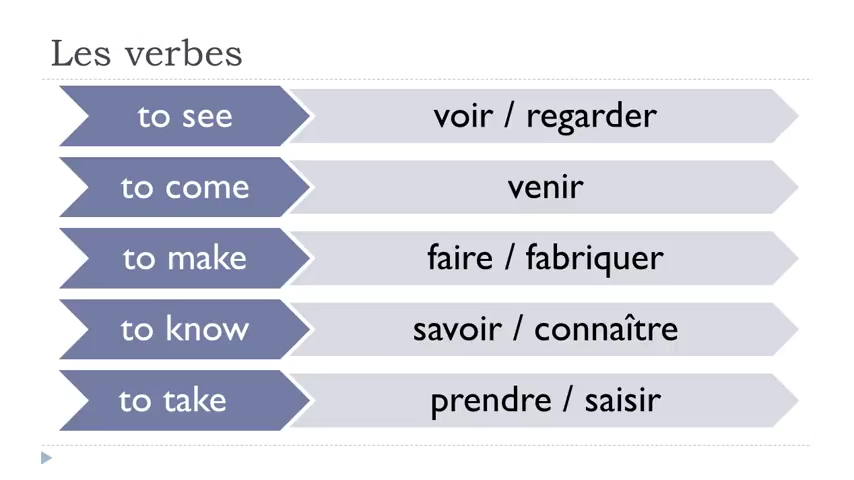 Les verbes
to see voir / regarder
to come venir
to make faire / fabriquer
to know savoir / connaître
to take prendre / saisir